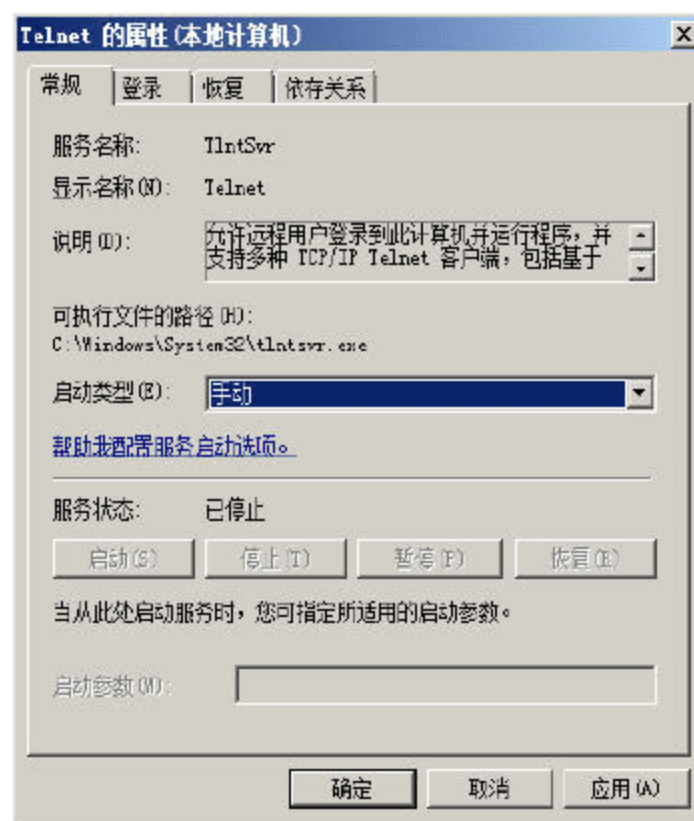 Telnet 的属性(本地计算机)
常规 登录 恢复 依存关系
服务名称: TlntSvr
显示名称(N): Telnet
说明(D): 允许远程用户登录到此计算机并运行程序，并
支持多种 TCP/IP Telnet 客户端，包括基于
可执行文件的路径(H):
C:\Windows\System32\tlntsvr.exe
启动类型(E): 手动
帮助我配置服务启动选项。
服务状态: 已停止
启动(S) 停止(T) 暂停(P) 恢复(R)
当从此处启动服务时，您可指定所适用的启动参数。
启动参数(M):
确定 取消 应用(A)